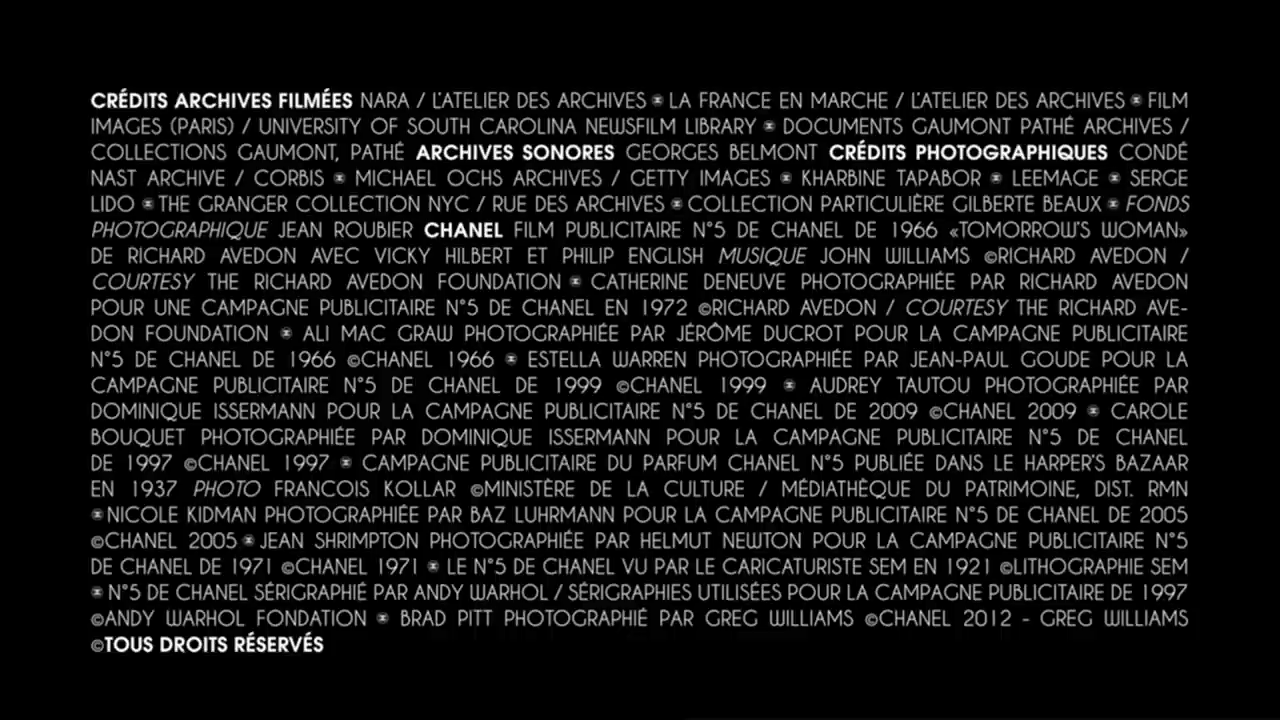 CRÉDITS ARCHIVES FILMÉES NARA / L'ATELIER DES ARCHIVES • LA FRANCE EN MARCHE / L'ATELIER DES ARCHIVES • FILM
IMAGES (PARIS) / UNIVERSITY OF SOUTH CAROLINA NEWSFILM LIBRARY • DOCUMENTS GAUMONT PATHÉ ARCHIVES /
COLLECTIONS GAUMONT, PATHÉ ARCHIVES SONORES GEORGES BELMONT CRÉDITS PHOTOGRAPHIQUES CONDÉ
NAST ARCHIVE / CORBIS • MICHAEL OCHS ARCHIVES / GETTY IMAGES • KHARBINE TAPABOR • LEEMAGE • SERGE
LIDO • THE GRANGER COLLECTION NYC / RUE DES ARCHIVES • COLLECTION PARTICULIÈRE GILBERTE BEAUX • FONDS
PHOTOGRAPHIQUE JEAN ROUBIER CHANEL FILM PUBLICITAIRE N°5 DE CHANEL DE 1966 «TOMORROW'S WOMAN»
DE RICHARD AVEDON AVEC VICKY HILBERT ET PHILIP ENGLISH MUSIQUE JOHN WILLIAMS ©RICHARD AVEDON /
COURTESY THE RICHARD AVEDON FOUNDATION • CATHERINE DENEUVE PHOTOGRAPHIÉE PAR RICHARD AVEDON
POUR UNE CAMPAGNE PUBLICITAIRE N°5 DE CHANEL EN 1972 ©RICHARD AVEDON / COURTESY THE RICHARD AVE-
DON FOUNDATION • ALI MAC GRAW PHOTOGRAPHIÉE PAR JÉRÔME DUCROT POUR LA CAMPAGNE PUBLICITAIRE
N°5 DE CHANEL DE 1966 ©CHANEL 1966 • ESTELLA WARREN PHOTOGRAPHIÉE PAR JEAN-PAUL GOUDE POUR LA
CAMPAGNE PUBLICITAIRE N°5 DE CHANEL DE 1999 ©CHANEL 1999 • AUDREY TAUTOU PHOTOGRAPHIÉE PAR
DOMINIQUE ISSERMANN POUR LA CAMPAGNE PUBLICITAIRE N°5 DE CHANEL DE 2009 ©CHANEL 2009 • CAROLE
BOUQUET PHOTOGRAPHIÉE PAR DOMINIQUE ISSERMANN POUR LA CAMPAGNE PUBLICITAIRE N°5 DE CHANEL
DE 1997 ©CHANEL 1997 • CAMPAGNE PUBLICITAIRE DU PARFUM CHANEL N°5 PUBLIÉE DANS LE HARPER'S BAZAAR
EN 1937 PHOTO FRANCOIS KOLLAR ©MINISTÈRE DE LA CULTURE / MÉDIATHÈQUE DU PATRIMOINE, DIST. RMN
• NICOLE KIDMAN PHOTOGRAPHIÉE PAR BAZ LUHRMANN POUR LA CAMPAGNE PUBLICITAIRE N°5 DE CHANEL DE 2005
©CHANEL 2005 • JEAN SHRIMPTON PHOTOGRAPHIÉE PAR HELMUT NEWTON POUR LA CAMPAGNE PUBLICITAIRE N°5
DE CHANEL DE 1971 ©CHANEL 1971 • LE N°5 DE CHANEL VU PAR LE CARICATURISTE SEM EN 1921 ©LITHOGRAPHIE SEM
• N°5 DE CHANEL SÉRIGRAPHIÉ PAR ANDY WARHOL / SÉRIGRAPHIES UTILISÉES POUR LA CAMPAGNE PUBLICITAIRE DE 1997
©ANDY WARHOL FONDATION • BRAD PITT PHOTOGRAPHIÉ PAR GREG WILLIAMS ©CHANEL 2012 - GREG WILLIAMS
©TOUS DROITS RÉSERVÉS